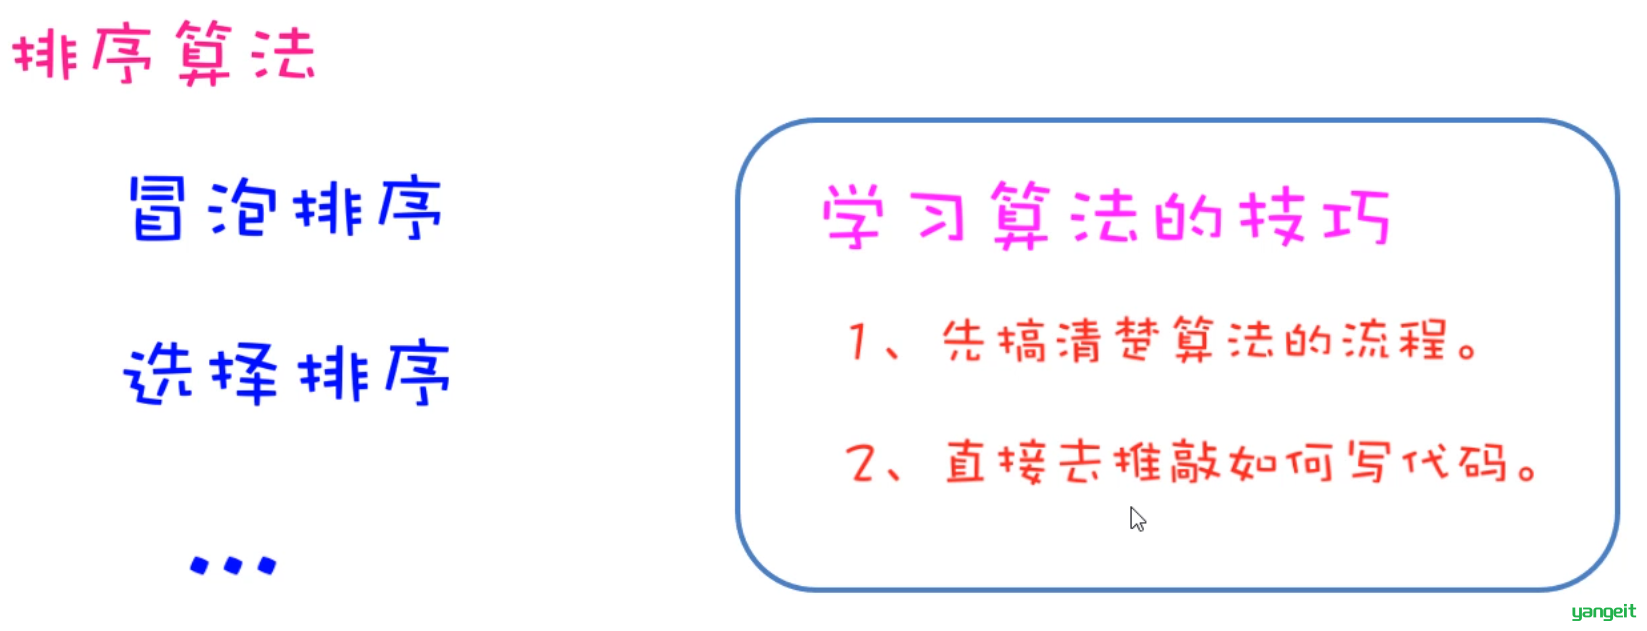 排序算法
冒泡排序
选择排序
...
学习算法的技巧
1、先搞清楚算法的流程。
2、直接去推敲如何写代码。
yangeit